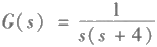 G(s) = 1 / s(s + 4)